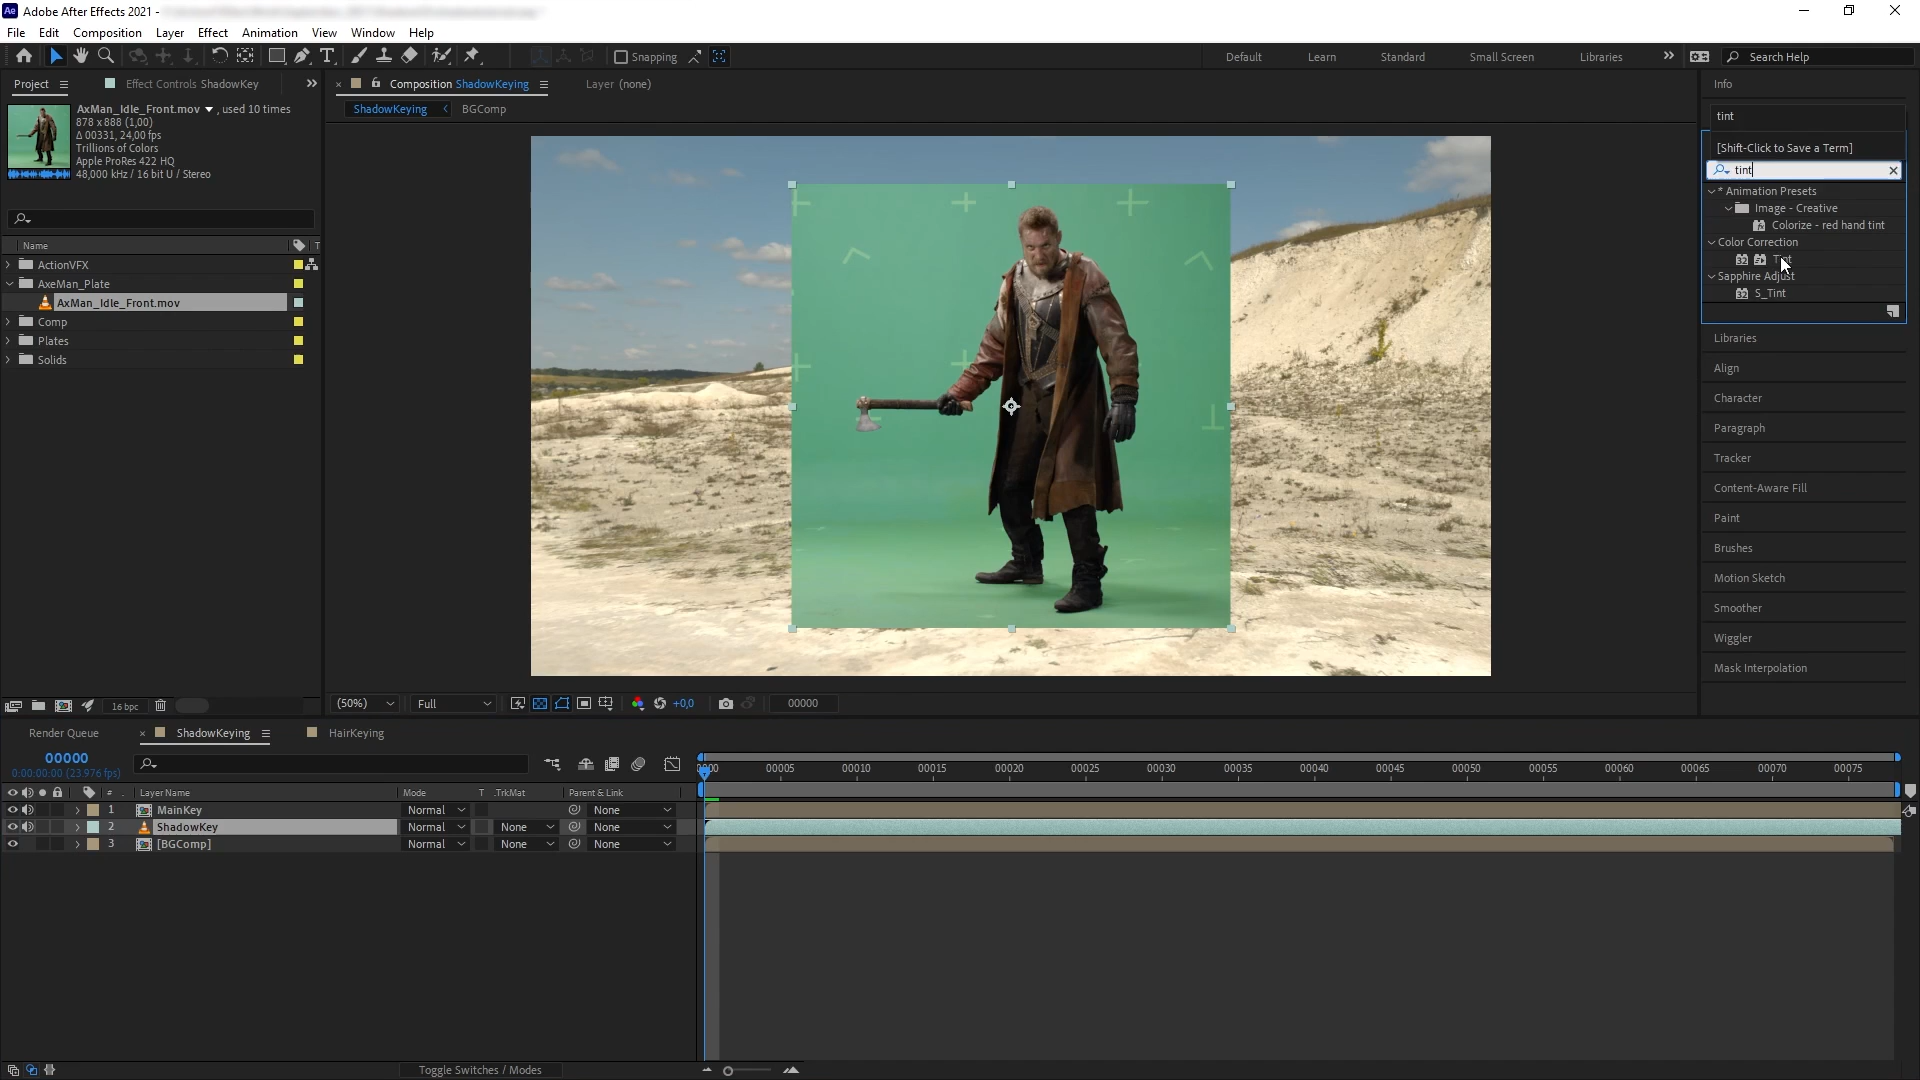 Ae Adobe After Effects 2021 -
File Edit Composition Layer Effect Animation View Window Help
Snapping
Default Learn Standard Small Screen Libraries
Search Help
Project
Effect Controls ShadowKey
AxMan_Idle_Front.mov , used 10 times
878 x 888 (1,00)
Δ 00331, 24,00 fps
Trillions of Colors
Apple ProRes 422 HQ
48,000 kHz / 16 bit U / Stereo
Name T
ActionVFX
AxeMan_Plate
AxMan_Idle_Front.mov
Comp
Plates
Solids
16 bpc
Composition ShadowKeying
Layer (none)
ShadowKeying
BGComp
(50%)
Full
+0,0
00000
Info
tint
[Shift-Click to Save a Term]
tint
* Animation Presets
Image - Creative
Colorize - red hand tint
Color Correction
32
Sapphire Adjust
32 S_Tint
Libraries
Align
Character
Paragraph
Tracker
Content-Aware Fill
Paint
Brushes
Motion Sketch
Smoother
Wiggler
Mask Interpolation
Render Queue
ShadowKeying
HairKeying
00000
0:00:00:00 (23.976 fps)
# Layer Name Mode T .TrkMat Parent & Link
1 MainKey Normal None
2 ShadowKey Normal None None
3 [BGComp] Normal None None
00005 00010 00015 00020 00025 00030 00035 00040 00045 00050 00055 00060 00065 00070 00075
Toggle Switches / Modes